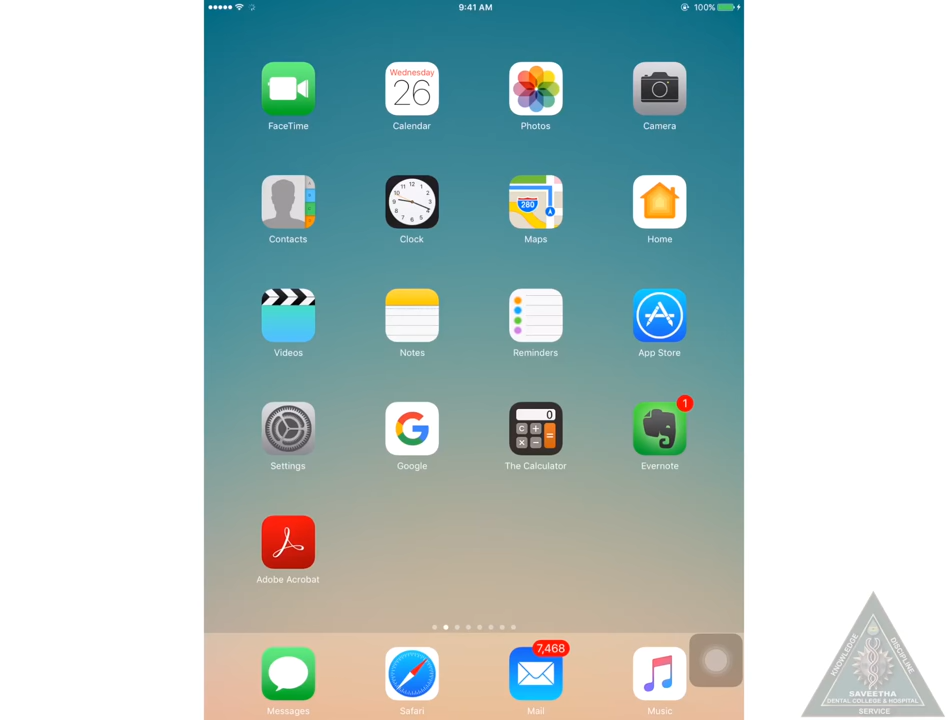 9:41 AM 100%
Wednesday
26
FaceTime Calendar Photos Camera
12
280
Contacts Clock Maps Home
Videos Notes Reminders App Store
0
C +
× − =
1
Settings Google The Calculator Evernote
Adobe Acrobat
7,468
Messages Safari Mail Music
KNOWLEDGE
DISCIPLINE
SAVEETHA
DENTAL COLLEGE & HOSPITAL
SERVICE